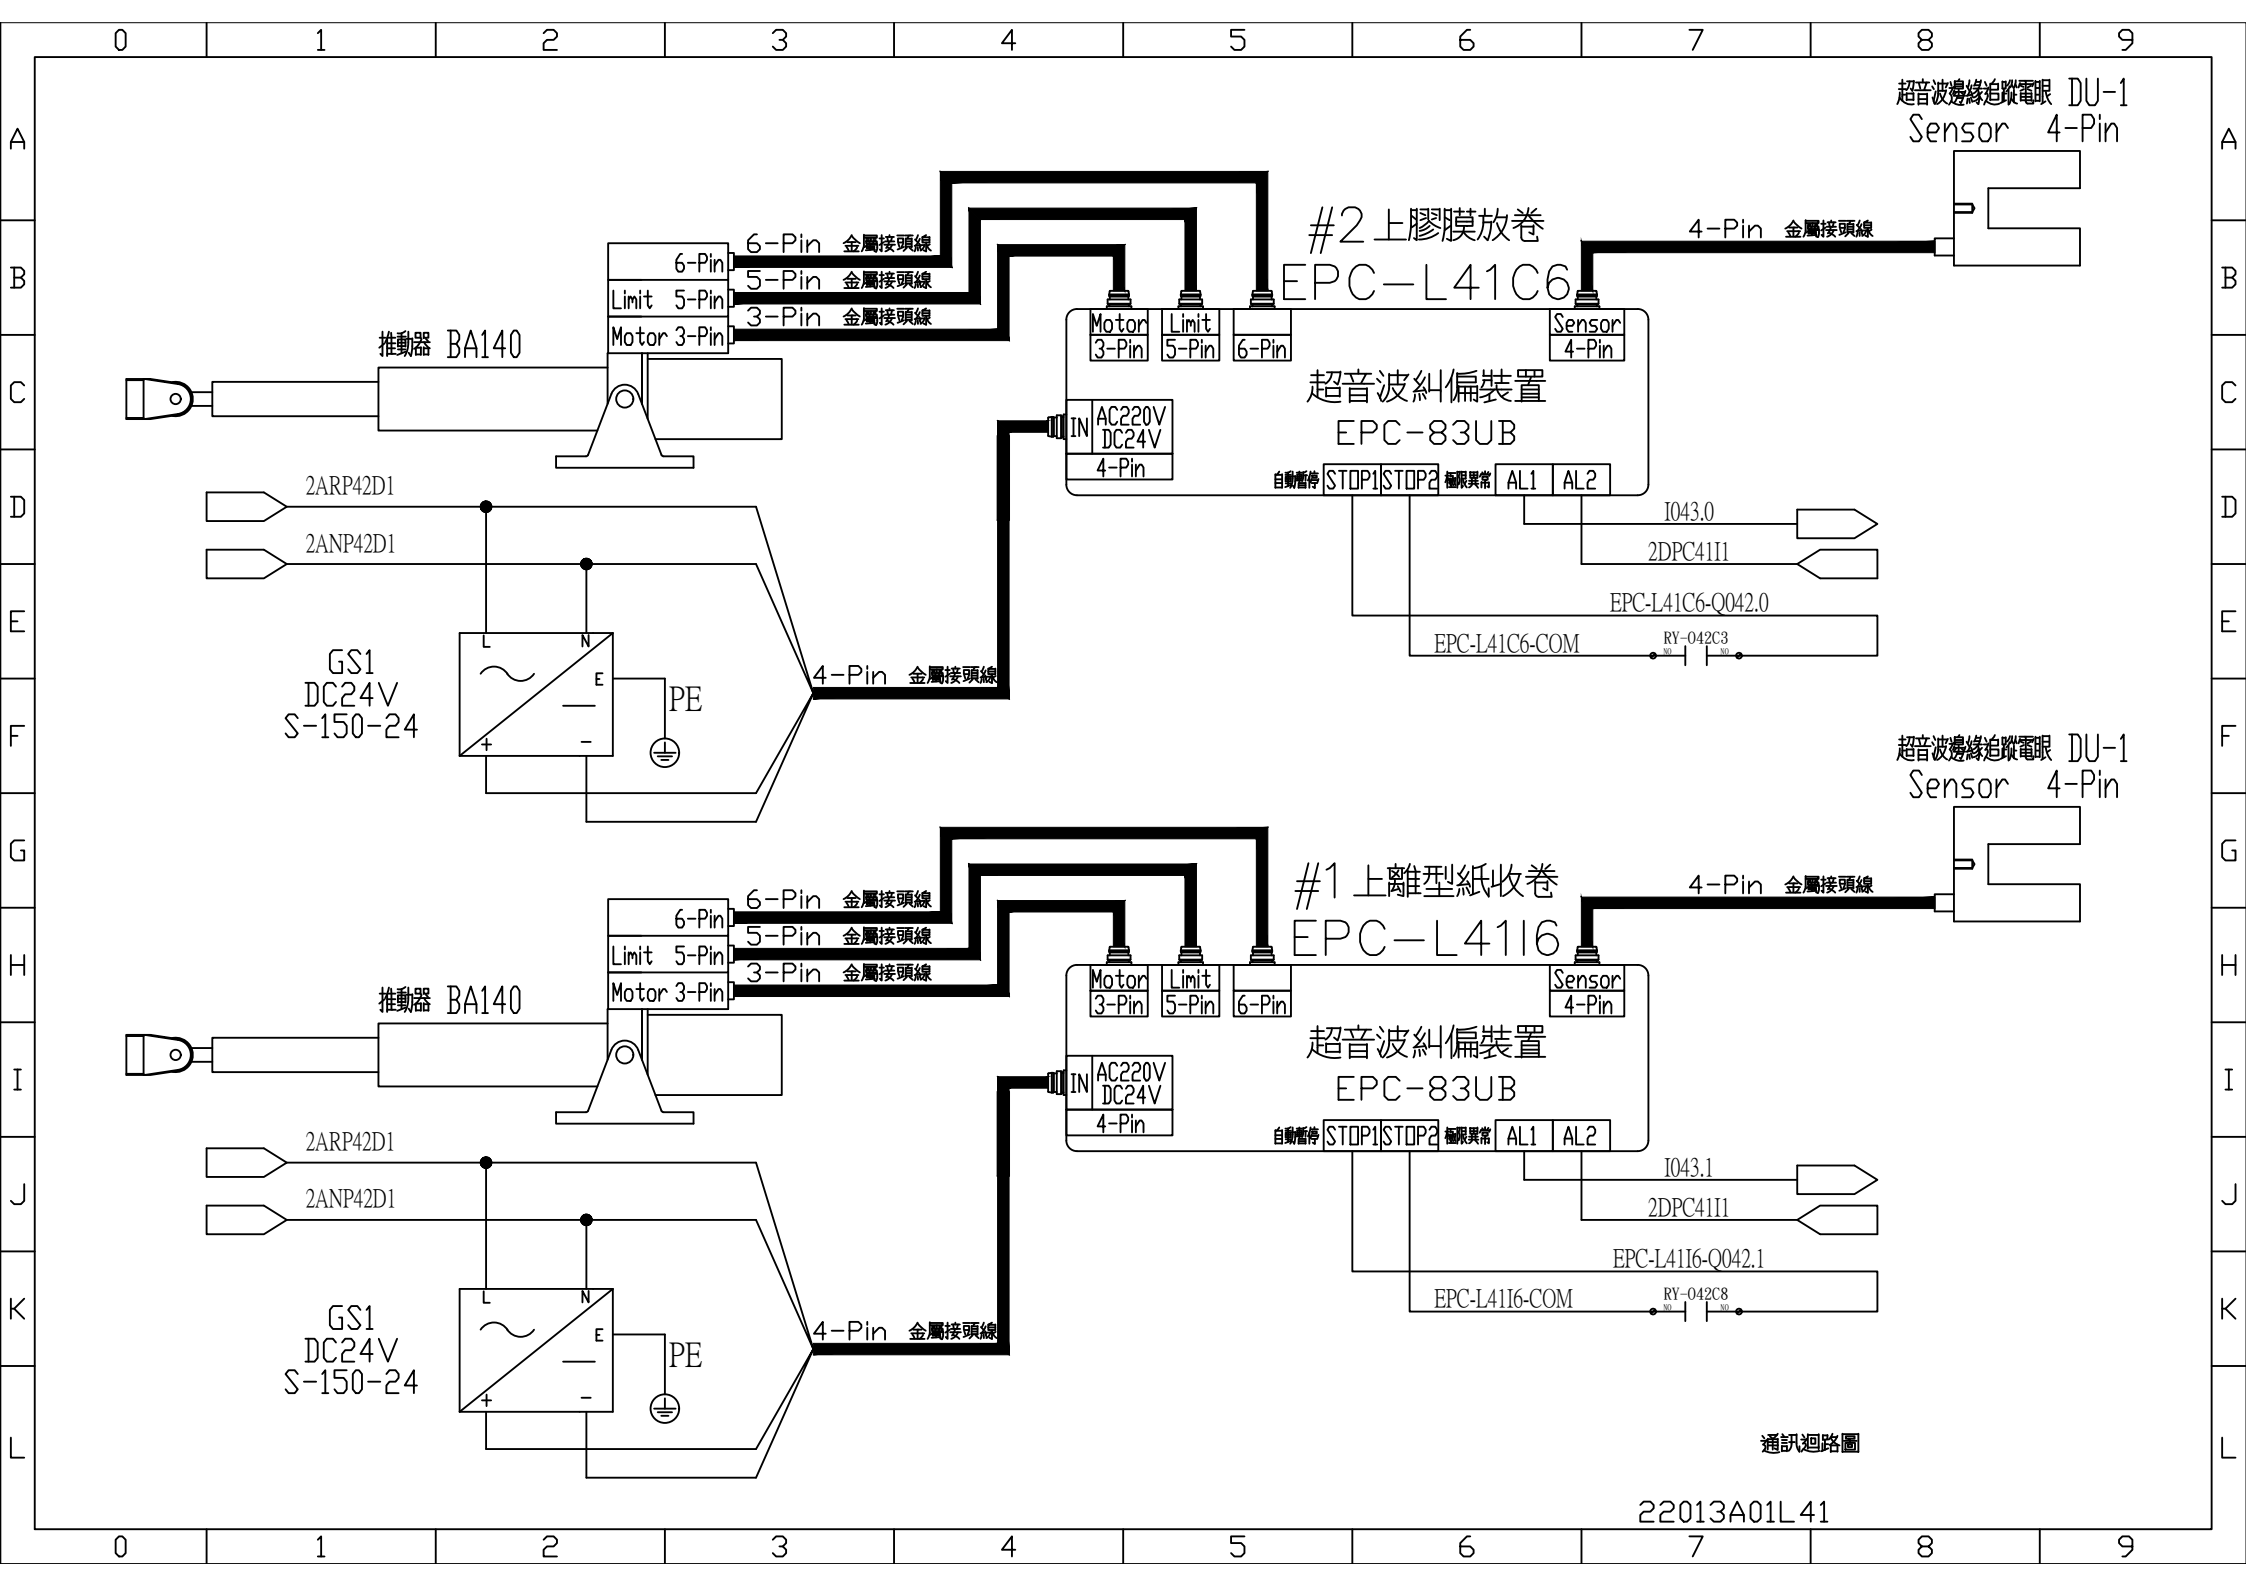 0 1 2 3 4 5 6 7 8 9
A A
B B
C C
D D
E E
F F
G G
H H
I I
J J
K K
L L
超音波邊緣追蹤電眼 DU-1
Sensor 4-Pin
#2 上膠膜放卷
EPC-L41C6
4-Pin 金屬接頭線
6-Pin 金屬接頭線
5-Pin 金屬接頭線
3-Pin 金屬接頭線
6-Pin
Limit 5-Pin
Motor 3-Pin
推動器 BA140
Motor Limit Sensor
3-Pin 5-Pin 6-Pin 4-Pin
超音波糾偏裝置
EPC-83UB
IN AC220V
DC24V
4-Pin
自動暫停 STOP1 STOP2 極限異常 AL1 AL2
2ARP42D1
2ANP42D1
I043.0
2DPC41I1
EPC-L41C6-Q042.0
EPC-L41C6-COM
RY-042C3
NO NO
L N
E
+ -
GS1
DC24V
S-150-24
PE
4-Pin 金屬接頭線
超音波邊緣追蹤電眼 DU-1
Sensor 4-Pin
#1 上離型紙收卷
EPC-L41I6
4-Pin 金屬接頭線
6-Pin 金屬接頭線
5-Pin 金屬接頭線
3-Pin 金屬接頭線
6-Pin
Limit 5-Pin
Motor 3-Pin
推動器 BA140
Motor Limit Sensor
3-Pin 5-Pin 6-Pin 4-Pin
超音波糾偏裝置
EPC-83UB
IN AC220V
DC24V
4-Pin
自動暫停 STOP1 STOP2 極限異常 AL1 AL2
2ARP42D1
2ANP42D1
I043.1
2DPC41I1
EPC-L41I6-Q042.1
EPC-L41I6-COM
RY-042C8
NO NO
L N
E
+ -
GS1
DC24V
S-150-24
PE
4-Pin 金屬接頭線
通訊迴路圖
22013A01L41
0 1 2 3 4 5 6 7 8 9